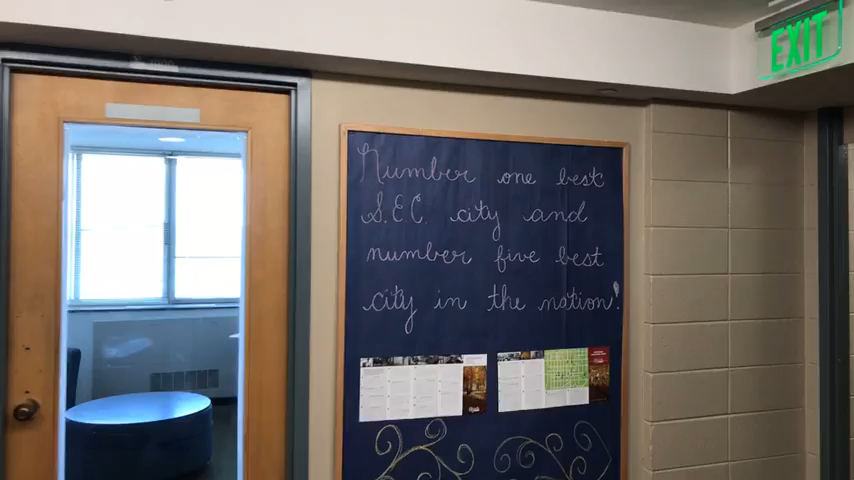 EXIT
Number one best
S.E.C. city and
number five best
city in the nation!